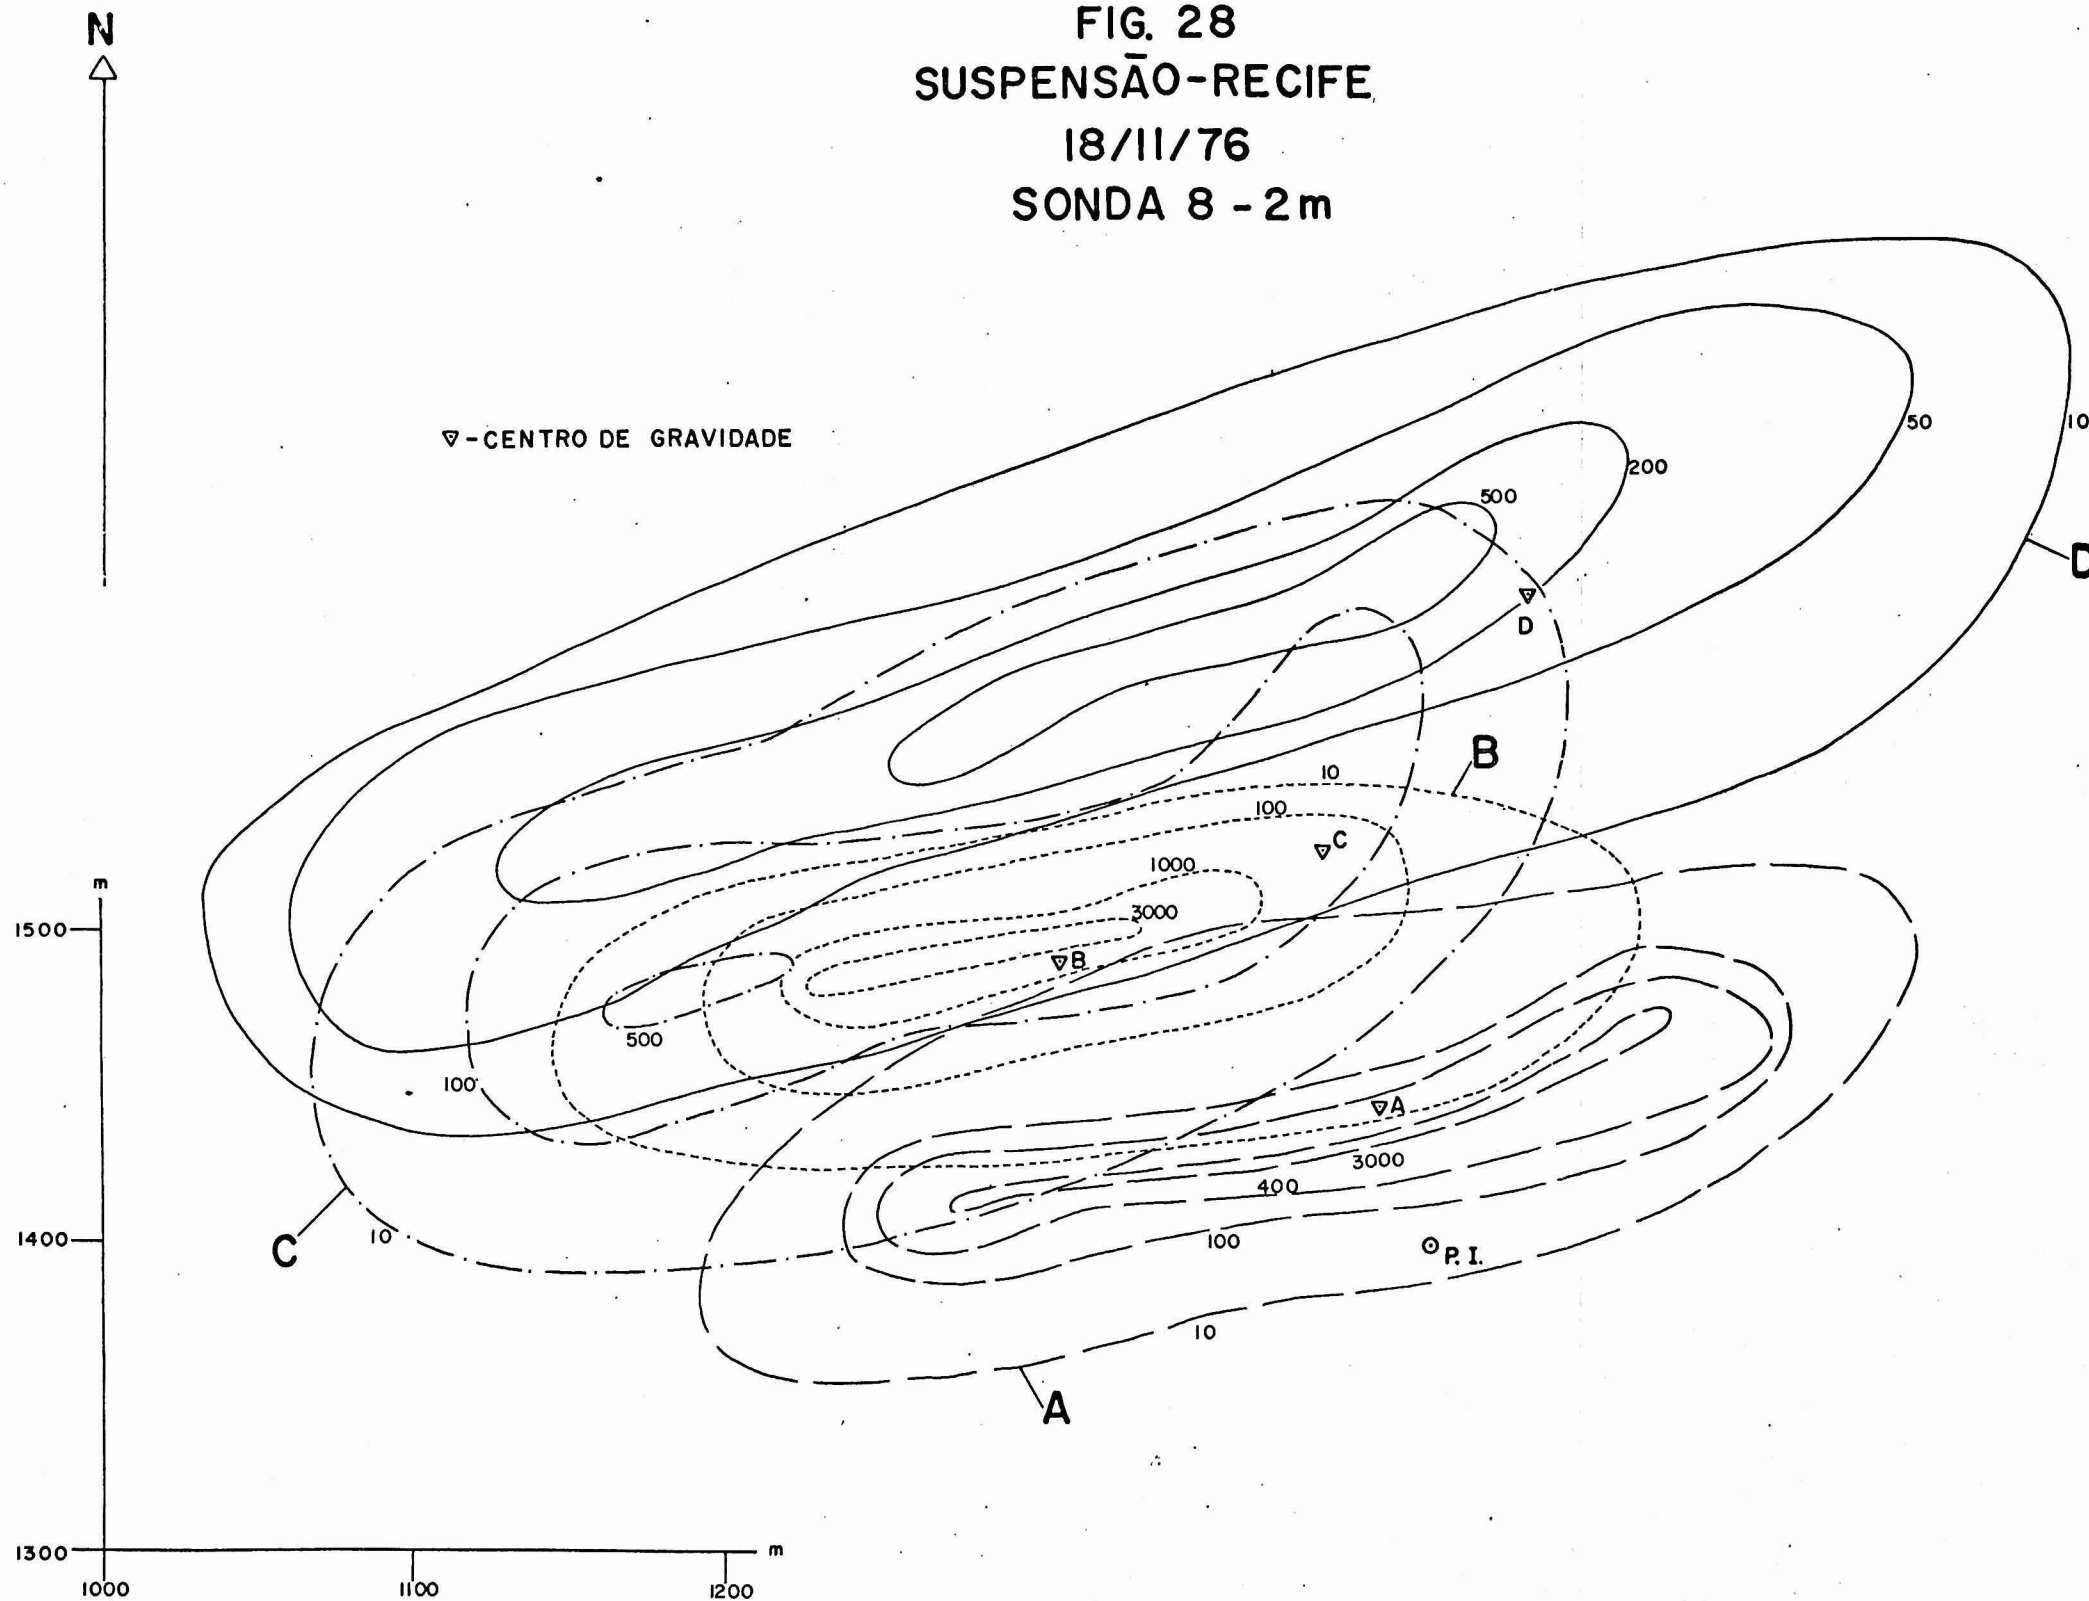 N
FIG. 28
SUSPENSÃO-RECIFE
18/11/76
SONDA 8 - 2m
▽-CENTRO DE GRAVIDADE
50
10
200
500
D
D
B
10
100
C
1000
m
3000
1500
B
500
100
A
3000
400
C
10
1400
100
P. I.
10
A
1300
m
1000
1100
1200